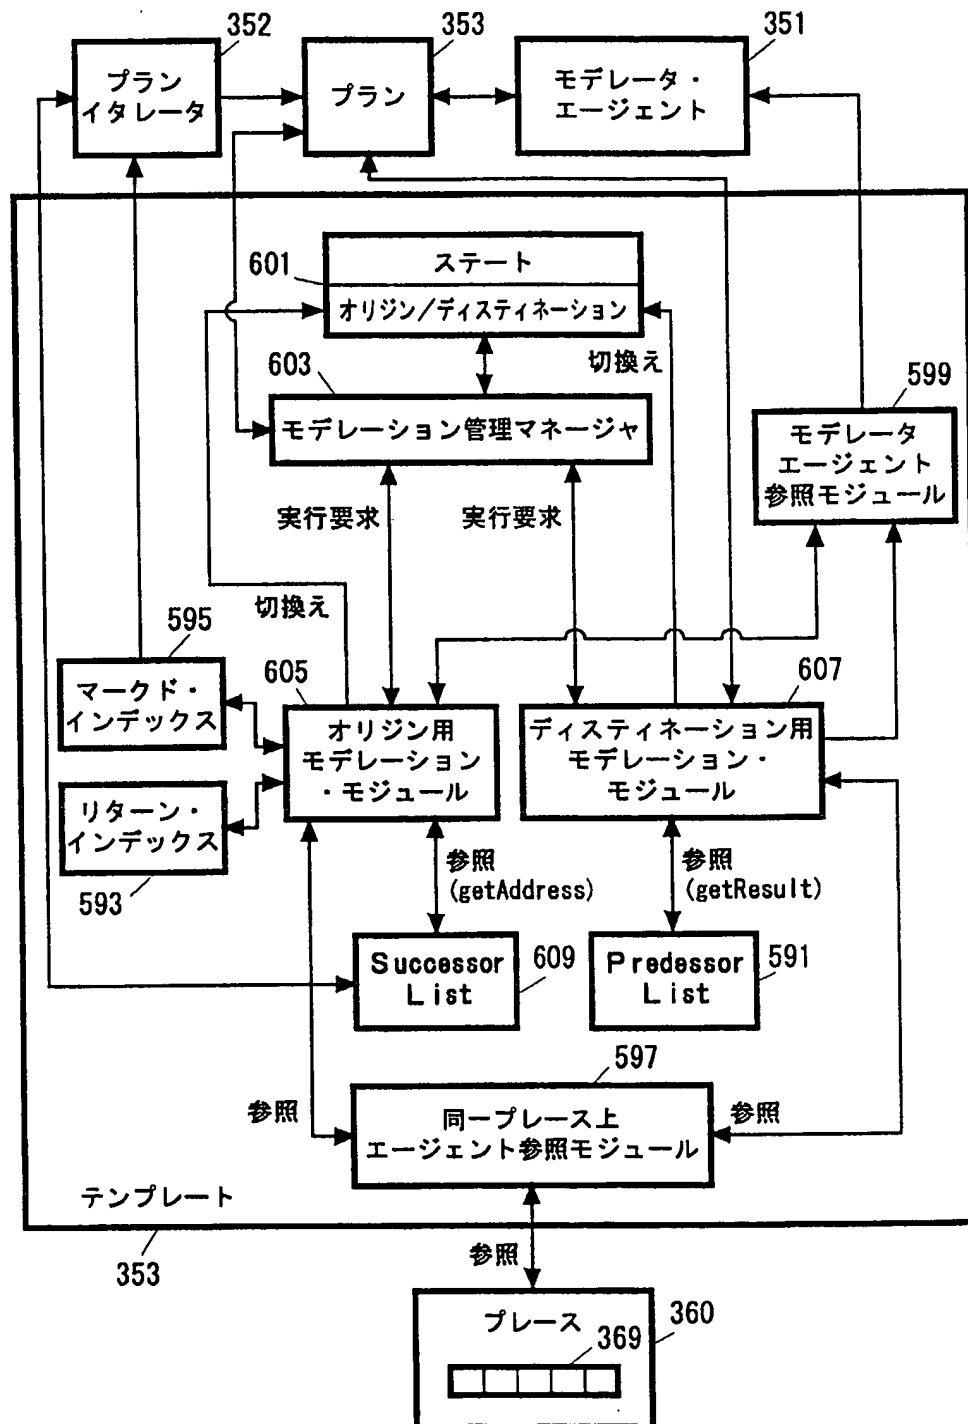 352
353
351
プラン
イタレータ
プラン
モデレータ・
エージェント
601
ステート
オリジン/ディスティネーション
切換え
603
599
モデレーション管理マネージャ
モデレータ
エージェント
参照モジュール
実行要求
実行要求
切換え
595
605
607
マークド・
インデックス
オリジン用
モデレーション
・モジュール
ディスティネーション用
モデレーション・
モジュール
リターン・
インデックス
593
参照
(getAddress)
参照
(getResult)
Successor
List
609
Predessor
List
591
597
参照
同一プレース上
エージェント参照モジュール
参照
テンプレート
353
参照
プレース
360
369